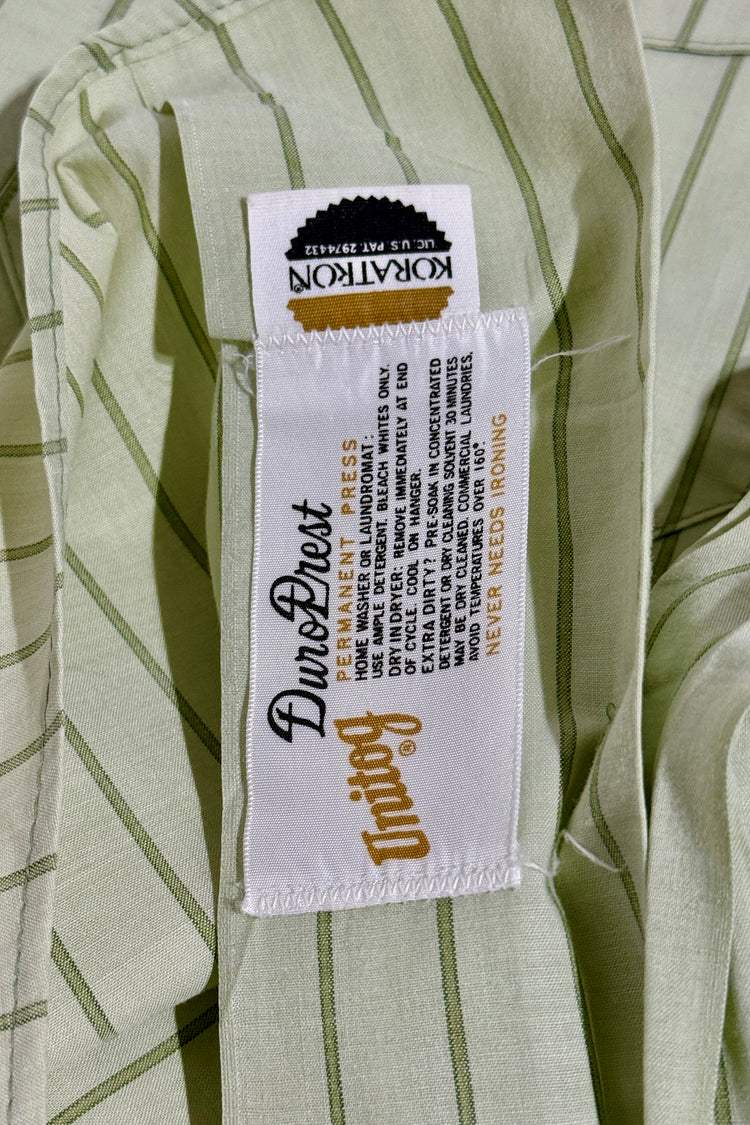 KORATRON®
LIC. U.S. PAT. 2974432
Unitog®
DuroPrest
PERMANENT PRESS
HOME WASHER OR LAUNDROMAT:
USE AMPLE DETERGENT. BLEACH WHITES ONLY.
DRY IN DRYER: REMOVE IMMEDIATELY AT END
OF CYCLE. COOL ON HANGER.
EXTRA DIRTY? PRE-SOAK IN CONCENTRATED
DETERGENT OR DRY CLEANING SOLVENT 30 MINUTES
MAY BE DRY CLEANED. COMMERCIAL LAUNDRIES,
AVOID TEMPERATURES OVER 160°.
NEVER NEEDS IRONING